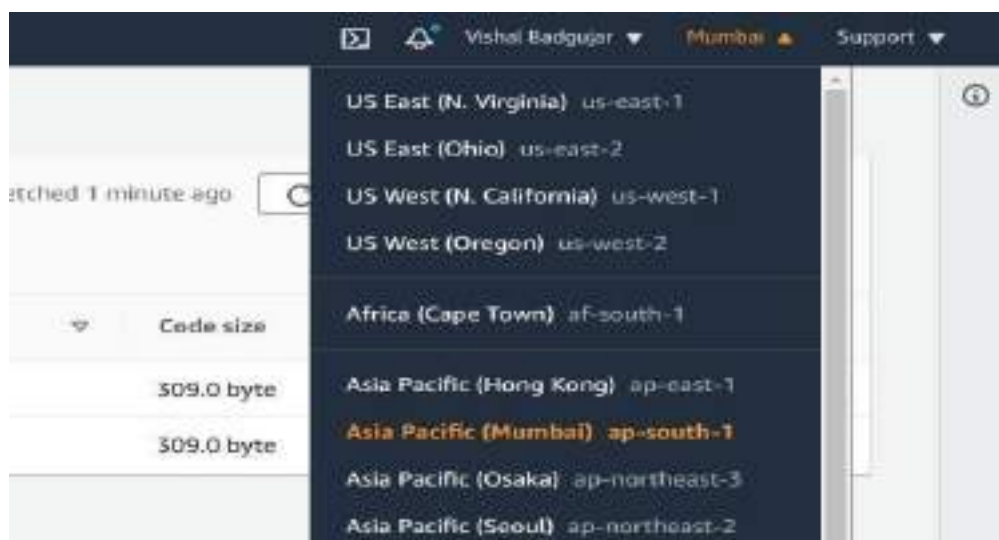 Vishal Badgujar Mumbai Support
US East (N. Virginia) us-east-1
US East (Ohio) us-east-2
etched 1 minute ago
US West (N. California) us-west-1
US West (Oregon) us-west-2
Africa (Cape Town) af-south-1
Code size
Asia Pacific (Hong Kong) ap-east-1
309.0 byte
Asia Pacific (Mumbai) ap-south-1
309.0 byte
Asia Pacific (Osaka) ap-northeast-3
Asia Pacific (Seoul) ap-northeast-2